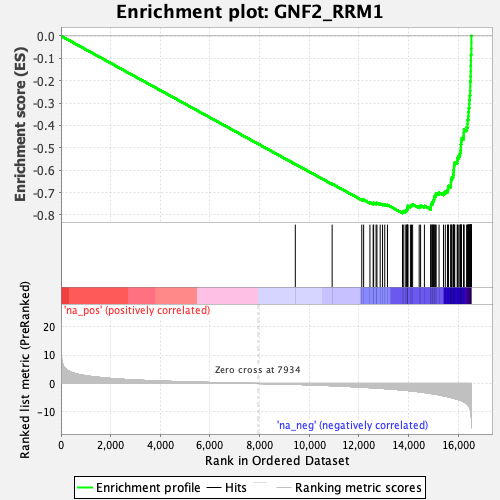 Enrichment plot: GNF2_RRM1
Enrichment score (ES)
0.0
-0.1
-0.2
-0.3
-0.4
-0.5
-0.6
-0.7
-0.8
'na_pos' (positively correlated)
Ranked list metric (PreRanked)
20
10
0
-10
Zero cross at 7934
'na_neg' (negatively correlated)
0
2,000
4,000
6,000
8,000
10,000
12,000
14,000
16,000
Rank in Ordered Dataset
Enrichment profile
Hits
Ranking metric scores